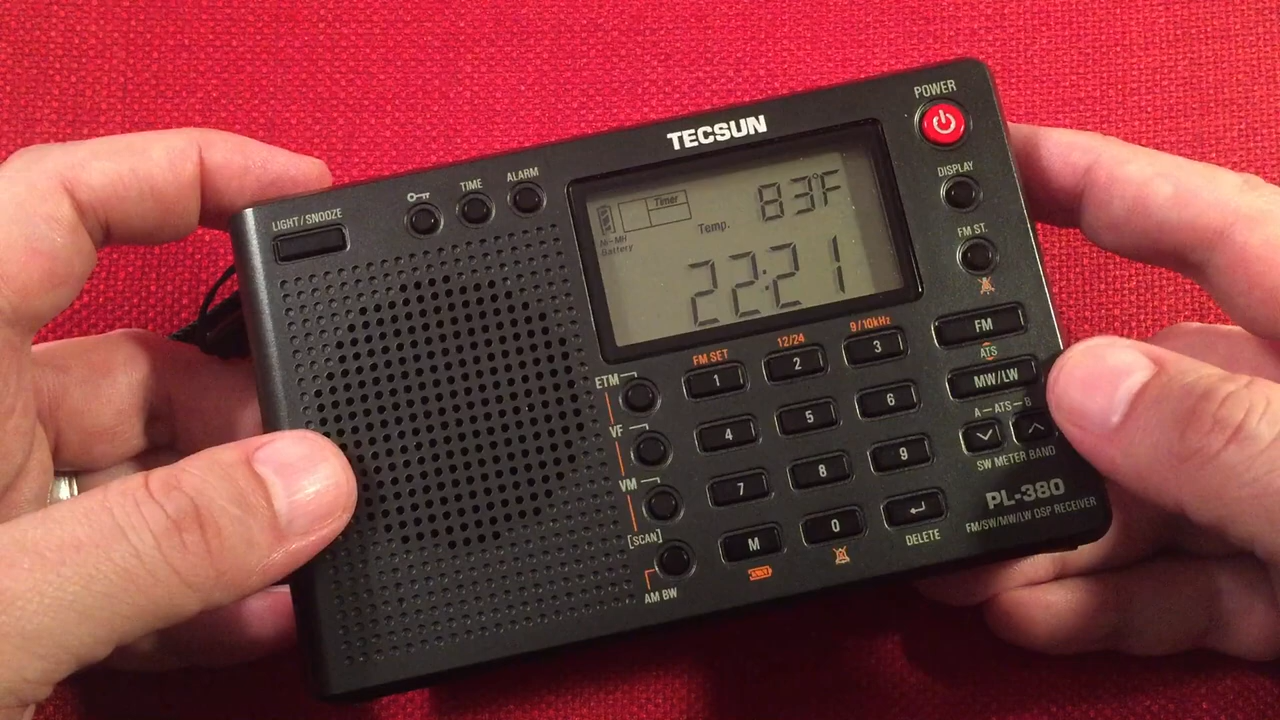 POWER
TECSUN
DISPLAY
LIGHT/SNOOZE
TIME
ALARM
Timer
83°F
Ni-MH
Battery
Temp.
22:21
FM ST.
FM
ATS
MW/LW
A-ATS-B
SW METER BAND
FM SET
12/24
9/10kHz
ETM
1
2
3
VF
4
5
6
VM
7
8
9
[SCAN]
M
0
DELETE
AM BW
PL-380
FM/SW/MW/LW DSP RECEIVER